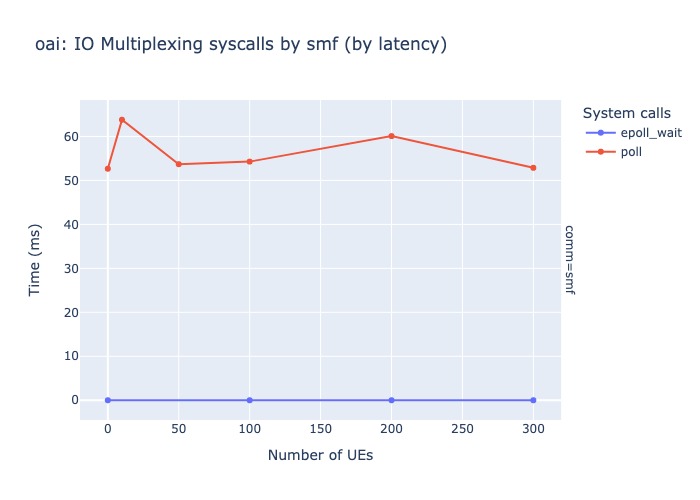 oai: IO Multiplexing syscalls by smf (by latency)
System calls
epoll_wait
poll
60
50
40
30
20
10
0
Time (ms)
comm=smf
0 50 100 150 200 250 300
Number of UEs